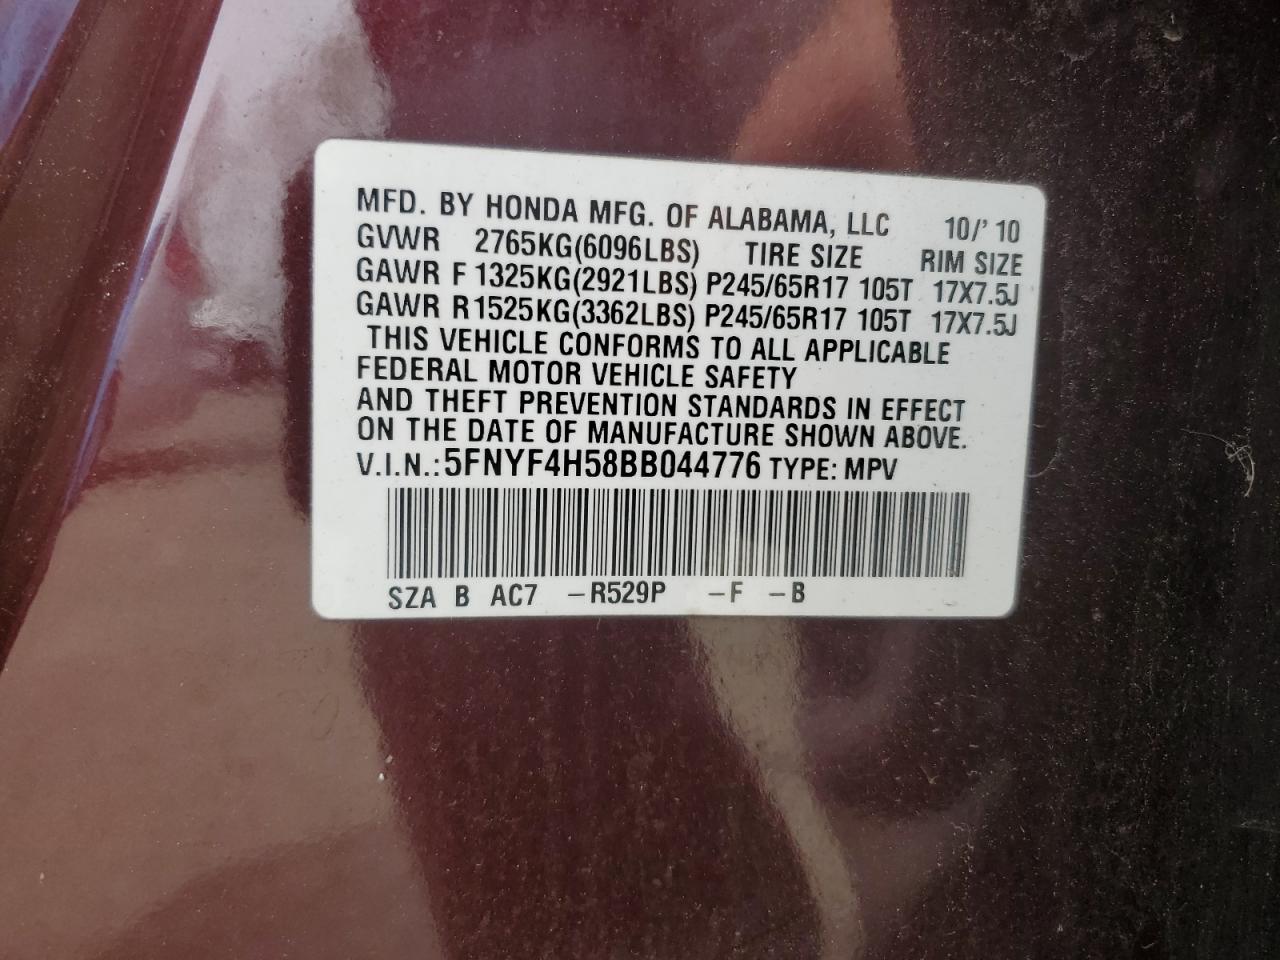 MFD. BY HONDA MFG. OF ALABAMA, LLC 10/'10
GVWR 2765KG(6096LBS) TIRE SIZE RIM SIZE
GAWR F 1325KG(2921LBS) P245/65R17 105T 17X7.5J
GAWR R 1525KG(3362LBS) P245/65R17 105T 17X7.5J
THIS VEHICLE CONFORMS TO ALL APPLICABLE
FEDERAL MOTOR VEHICLE SAFETY
AND THEFT PREVENTION STANDARDS IN EFFECT
ON THE DATE OF MANUFACTURE SHOWN ABOVE.
V.I.N.: 5FNYF4H58BB044776 TYPE: MPV
SZA B AC7 –R529P –F –B